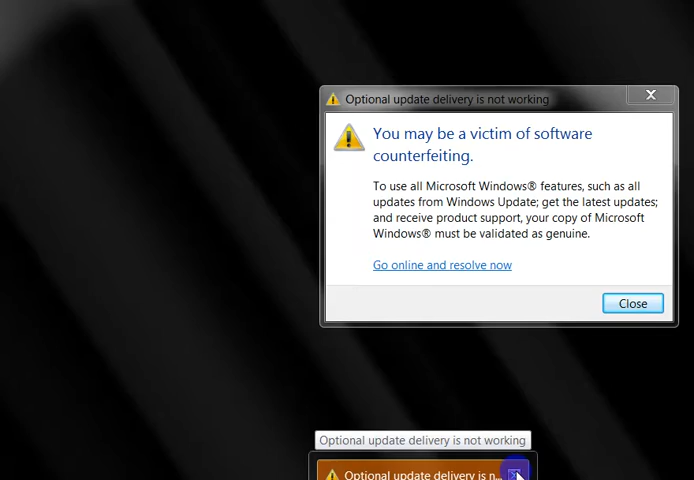 Optional update delivery is not working
You may be a victim of software
counterfeiting.
To use all Microsoft Windows® features, such as all
updates from Windows Update; get the latest updates;
and receive product support, your copy of Microsoft
Windows® must be validated as genuine.
Go online and resolve now
Close
Optional update delivery is not working
Optional update delivery is n...